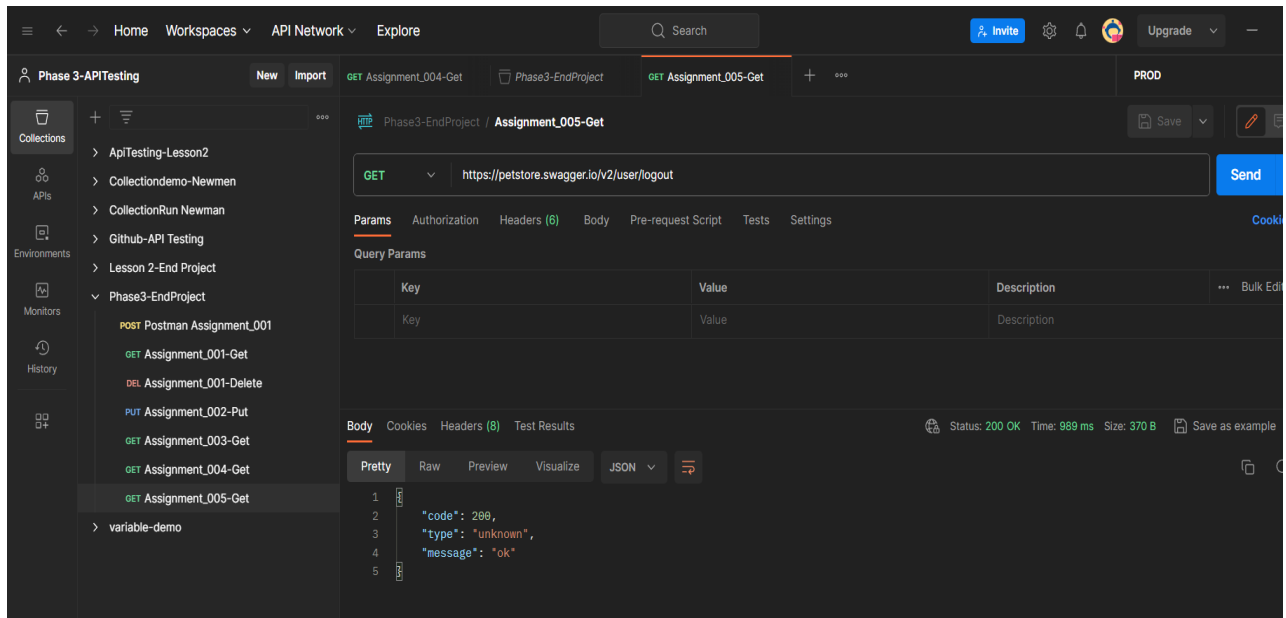 Home Workspaces API Network Explore Search Invite Upgrade
Phase 3-APITesting New Import GET Assignment_004-Get Phase3-EndProject GET Assignment_005-Get PROD
Collections
APIs
Environments
Monitors
History
ApiTesting-Lesson2
Collectiondemo-Newmen
CollectionRun Newman
Github-API Testing
Lesson 2-End Project
Phase3-EndProject
POST Postman Assignment_001
GET Assignment_001-Get
DEL Assignment_001-Delete
PUT Assignment_002-Put
GET Assignment_003-Get
GET Assignment_004-Get
GET Assignment_005-Get
variable-demo
HTTP Phase3-EndProject / Assignment_005-Get Save
GET https://petstore.swagger.io/v2/user/logout Send
Params Authorization Headers (6) Body Pre-request Script Tests Settings Cooki
Query Params
Key Value Description Bulk Edit
Key Value Description
Body Cookies Headers (8) Test Results Status: 200 OK Time: 989 ms Size: 370 B Save as example
Pretty Raw Preview Visualize JSON
1 {
2 "code": 200,
3 "type": "unknown",
4 "message": "ok"
5 }